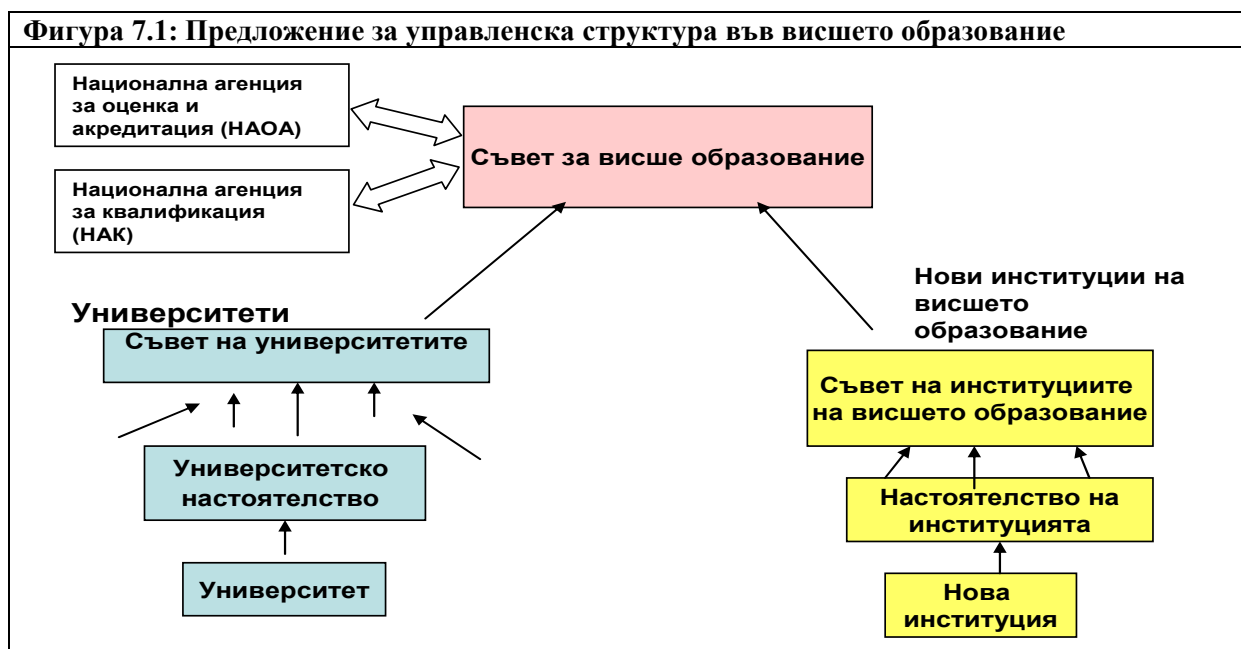 Фигура 7.1: Предложение за управленска структура във висшето образование
Национална агенция
за оценка и
акредитация (НАОА)
Съвет за висше образование
Национална агенция
за квалификация
(НАК)
Нови институции на
висшето
образование
Университети
Съвет на университетите
Съвет на институциите
на висшето образование
Университетско
настоятелство
Настоятелство на
институцията
Университет
Нова
институция